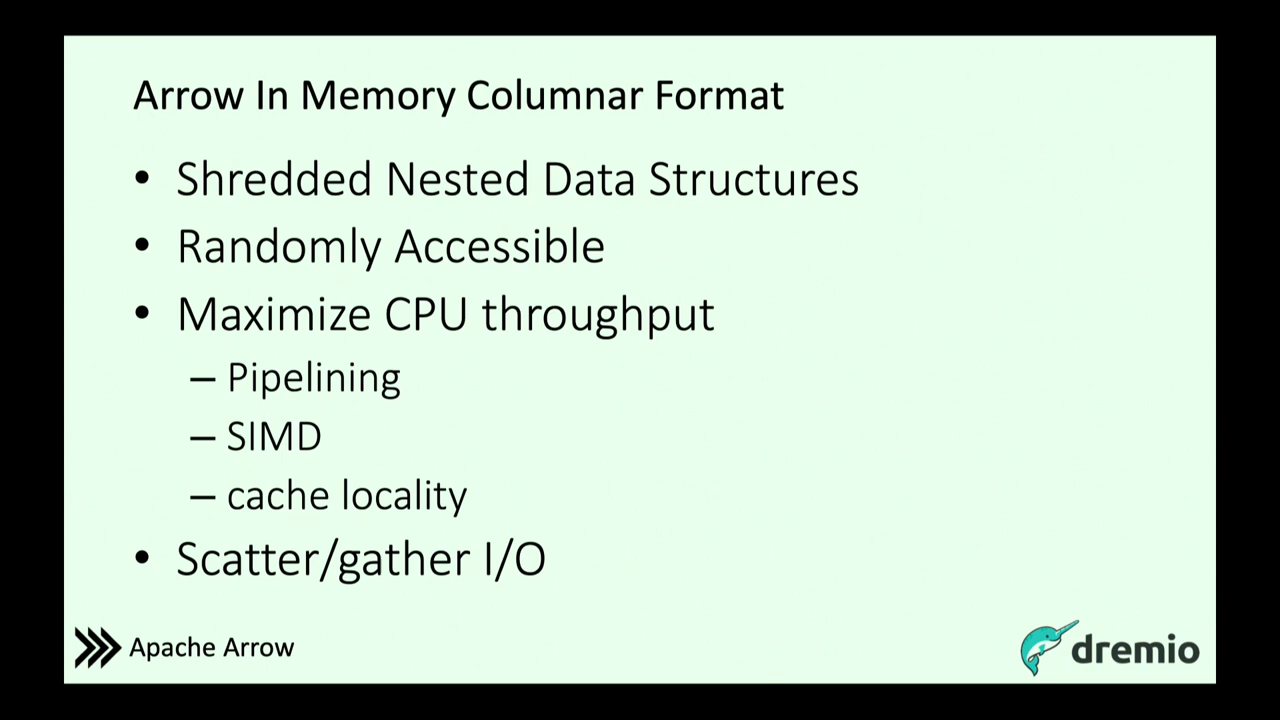 Arrow In Memory Columnar Format
• Shredded Nested Data Structures
• Randomly Accessible
• Maximize CPU throughput
– Pipelining
– SIMD
– cache locality
• Scatter/gather I/O
Apache Arrow
dremio